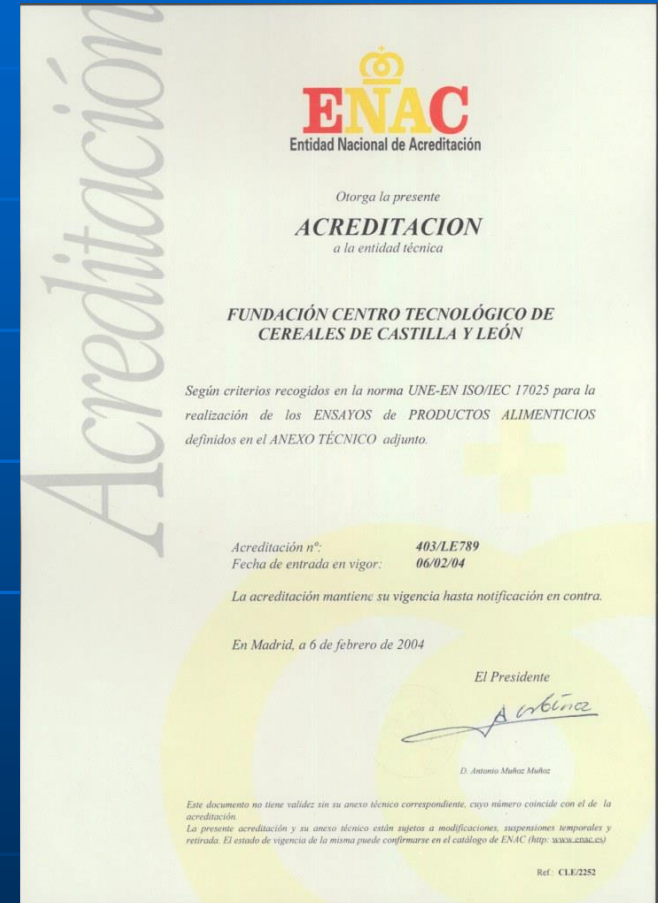 Acreditación
ENAC
Entidad Nacional de Acreditación
Otorga la presente
ACREDITACION
a la entidad técnica
FUNDACIÓN CENTRO TECNOLÓGICO DE
CEREALES DE CASTILLA Y LEÓN
Según criterios recogidos en la norma UNE-EN ISO/IEC 17025 para la
realización de los ENSAYOS de PRODUCTOS ALIMENTICIOS
definidos en el ANEXO TÉCNICO adjunto.
Acreditación nº: 403/LE789
Fecha de entrada en vigor: 06/02/04
La acreditación mantiene su vigencia hasta notificación en contra.
En Madrid, a 6 de febrero de 2004
El Presidente
D. Antonio Muñoz Muñoz
Este documento no tiene validez sin su anexo técnico correspondiente, cuyo número coincide con el de la
acreditación.
La presente acreditación y su anexo técnico están sujetos a modificaciones, suspensiones temporales y
retirada. El estado de vigencia de la misma puede confirmarse en el catálogo de ENAC (http: www.enac.es)
Ref.: CLE/2252